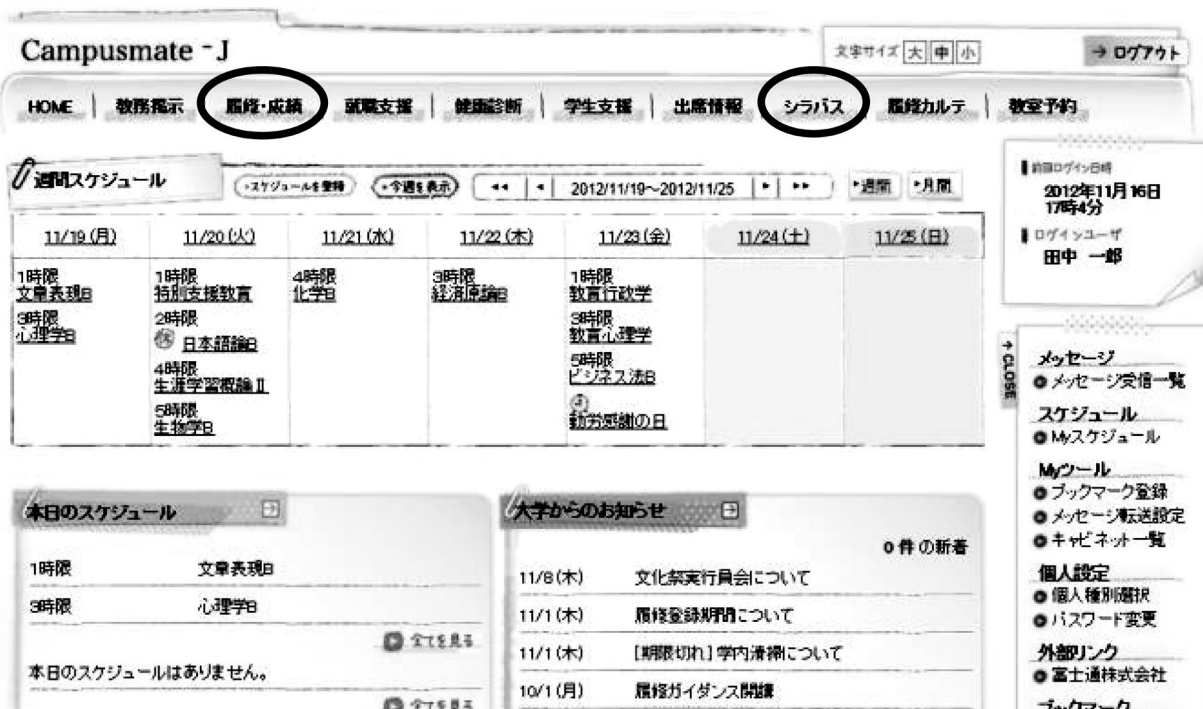 Campusmate - J
文字サイズ 大 中 小
→ ログアウト
HOME 教務掲示 履修・成績 就職支援 健康診断 学生支援 出席情報 シラバス 履修カルテ 教室予約
週間スケジュール
スケジュールを登録 今週を表示 2012/11/19～2012/11/25 週間 月間
前回ログイン日時
2012年11月16日
17時4分
ログインユーザ
田中 一郎
11/19(月) 11/20(火) 11/21(水) 11/22(木) 11/23(金) 11/24(土) 11/25(日)
1時限
文章表現B
3時限
心理学B
1時限
特別支援教育
2時限
休 日本語論B
4時限
生涯学習概論Ⅱ
5時限
生物学B
4時限
化学B
3時限
経済原論B
1時限
教育行政学
3時限
教育心理学
5時限
ビジネス法B
勤労感謝の日
→ CLOSE
メッセージ
メッセージ受信一覧
スケジュール
Myスケジュール
Myツール
ブックマーク登録
メッセージ転送設定
キャビネット一覧
個人設定
個人種別選択
パスワード変更
外部リンク
富士通株式会社
ブックマーク
本日のスケジュール
1時限 文章表現B
3時限 心理学B
全てを見る
本日のスケジュールはありません。
全てを見る
大学からのお知らせ
0 件の新着
11/8(木) 文化祭実行員会について
11/1(木) 履修登録期間について
11/1(木) [期限切れ] 学内清掃について
10/1(月) 履修ガイダンス開講